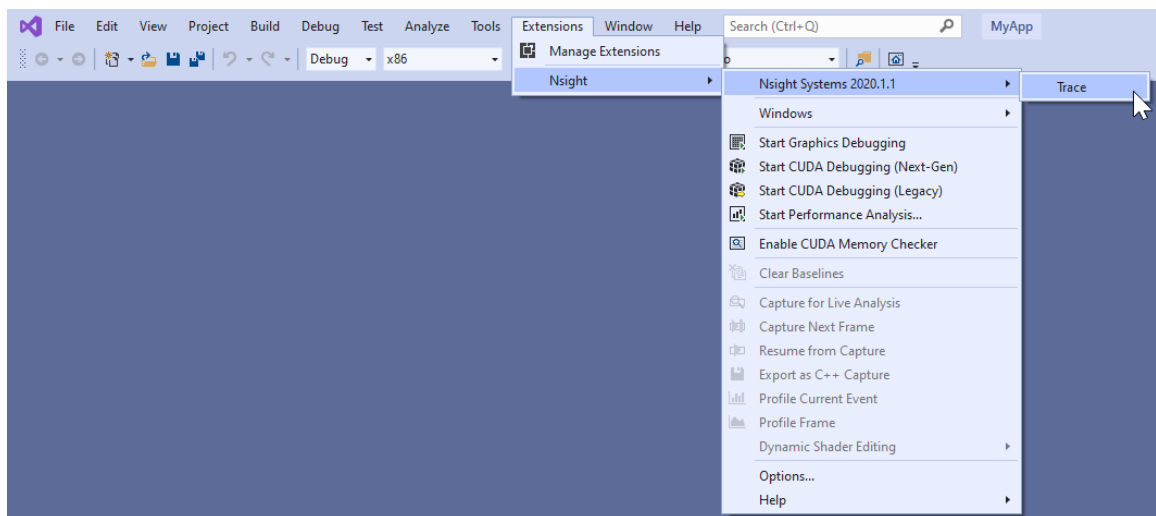 File Edit View Project Build Debug Test Analyze Tools Extensions Window Help Search (Ctrl+Q) MyApp
Debug x86
Manage Extensions
Nsight
Nsight Systems 2020.1.1
Trace
Windows
Start Graphics Debugging
Start CUDA Debugging (Next-Gen)
Start CUDA Debugging (Legacy)
Start Performance Analysis...
Enable CUDA Memory Checker
Clear Baselines
Capture for Live Analysis
Capture Next Frame
Resume from Capture
Export as C++ Capture
Profile Current Event
Profile Frame
Dynamic Shader Editing
Options...
Help